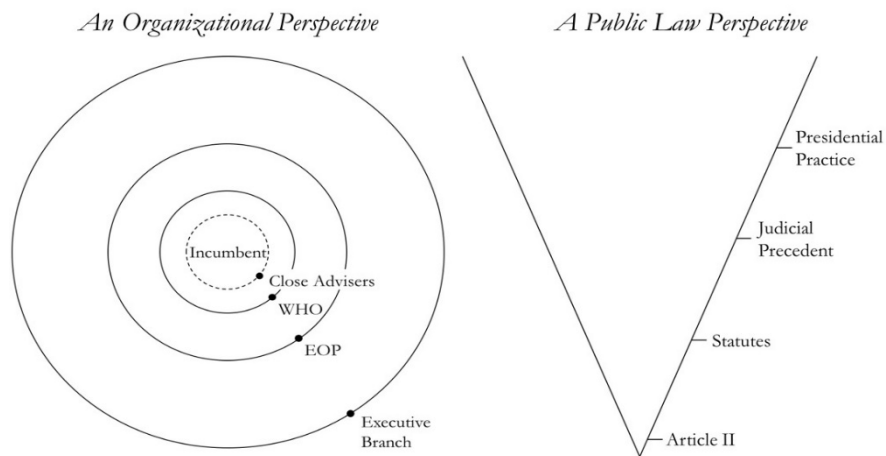 An Organizational Perspective
Incumbent
Close Advisers
WHO
EOP
Executive
Branch
A Public Law Perspective
Presidential
Practice
Judicial
Precedent
Statutes
Article II